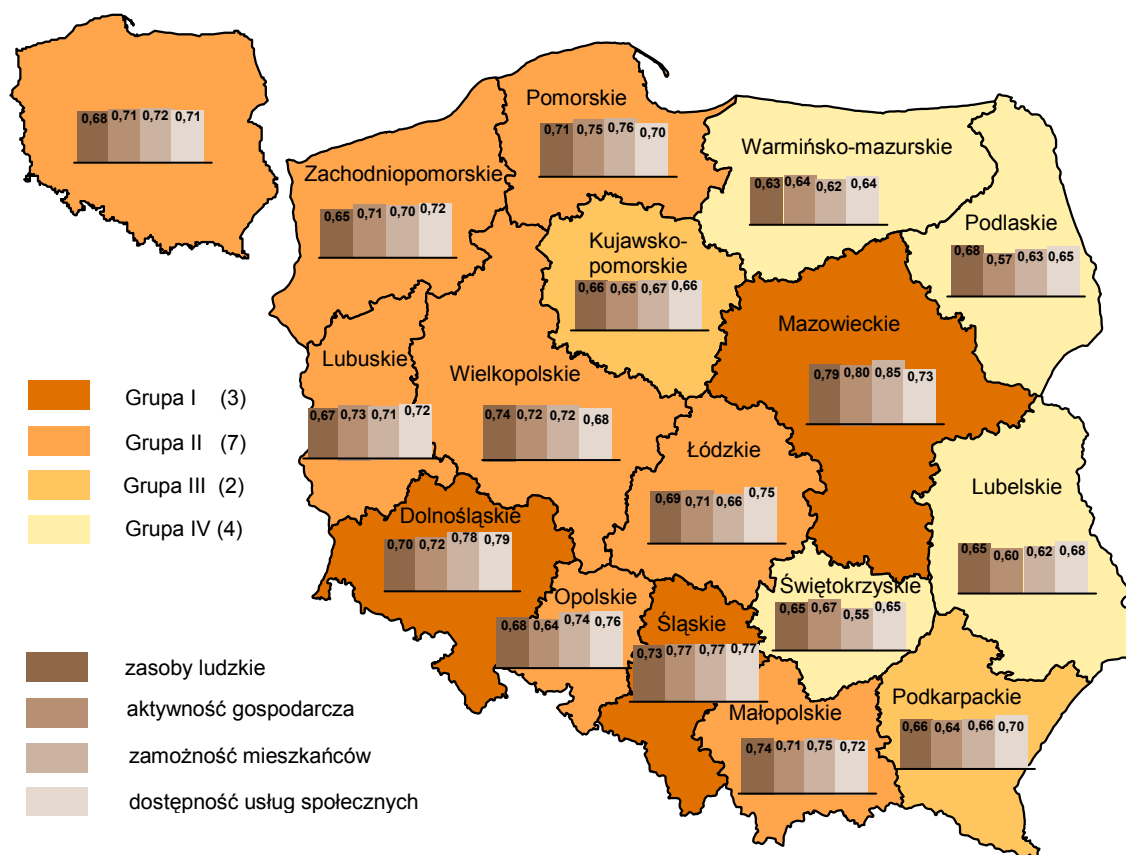 0,68 0,71 0,72 0,71
Pomorskie
0,71 0,75 0,76 0,70
Warmińsko-mazurskie
0,63 0,64 0,62 0,64
Zachodniopomorskie
0,65 0,71 0,70 0,72
Podlaskie
0,68 0,57 0,63 0,65
Kujawsko-
pomorskie
0,66 0,65 0,67 0,66
Mazowieckie
0,79 0,80 0,85 0,73
Lubuskie
0,67 0,73 0,71 0,72
Wielkopolskie
0,74 0,72 0,72 0,68
Łódzkie
0,69 0,71 0,66 0,75
Lubelskie
0,65 0,60 0,62 0,68
Dolnośląskie
0,70 0,72 0,78 0,79
Opolskie
0,68 0,64 0,74 0,76
Śląskie
0,73 0,77 0,77 0,77
Świętokrzyskie
0,65 0,67 0,55 0,65
Małopolskie
0,74 0,71 0,75 0,72
Podkarpackie
0,66 0,64 0,66 0,70
Grupa I (3)
Grupa II (7)
Grupa III (2)
Grupa IV (4)
zasoby ludzkie
aktywność gospodarcza
zamożność mieszkańców
dostępność usług społecznych